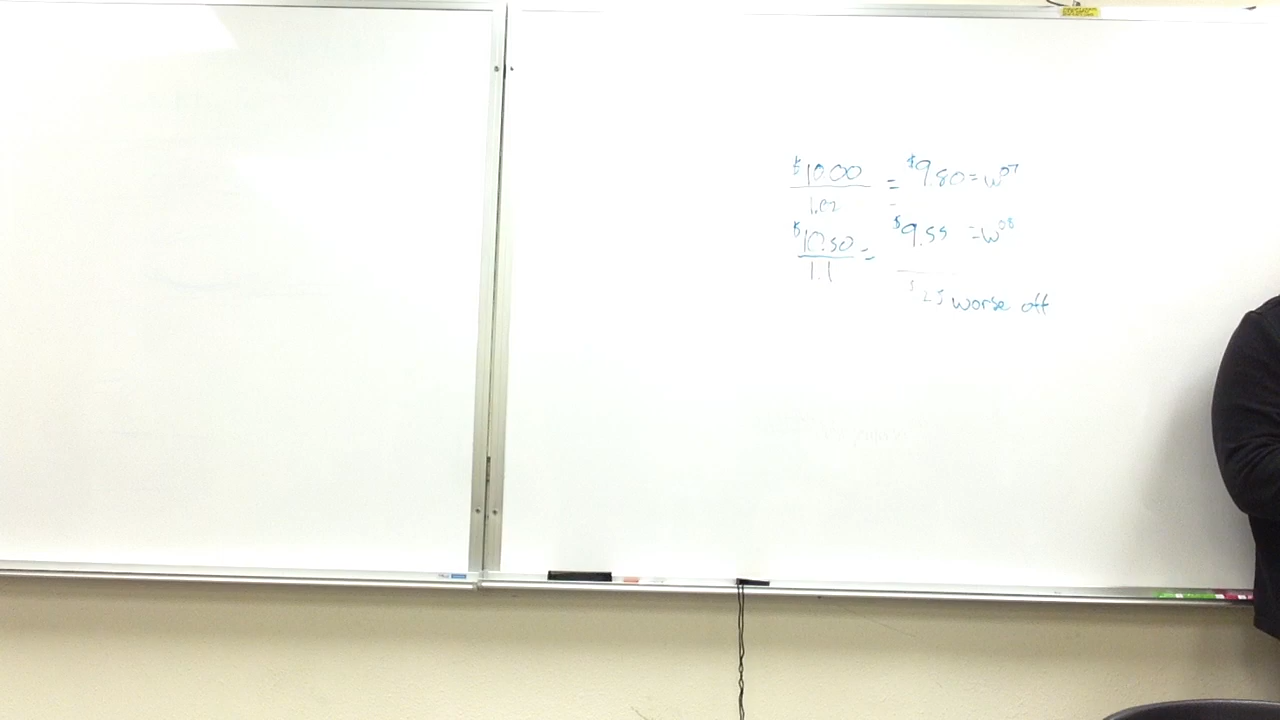 $10.00 = $9.80 = w07
1.02
$10.50 = $9.55 = w08
1.1
$.25 worse off